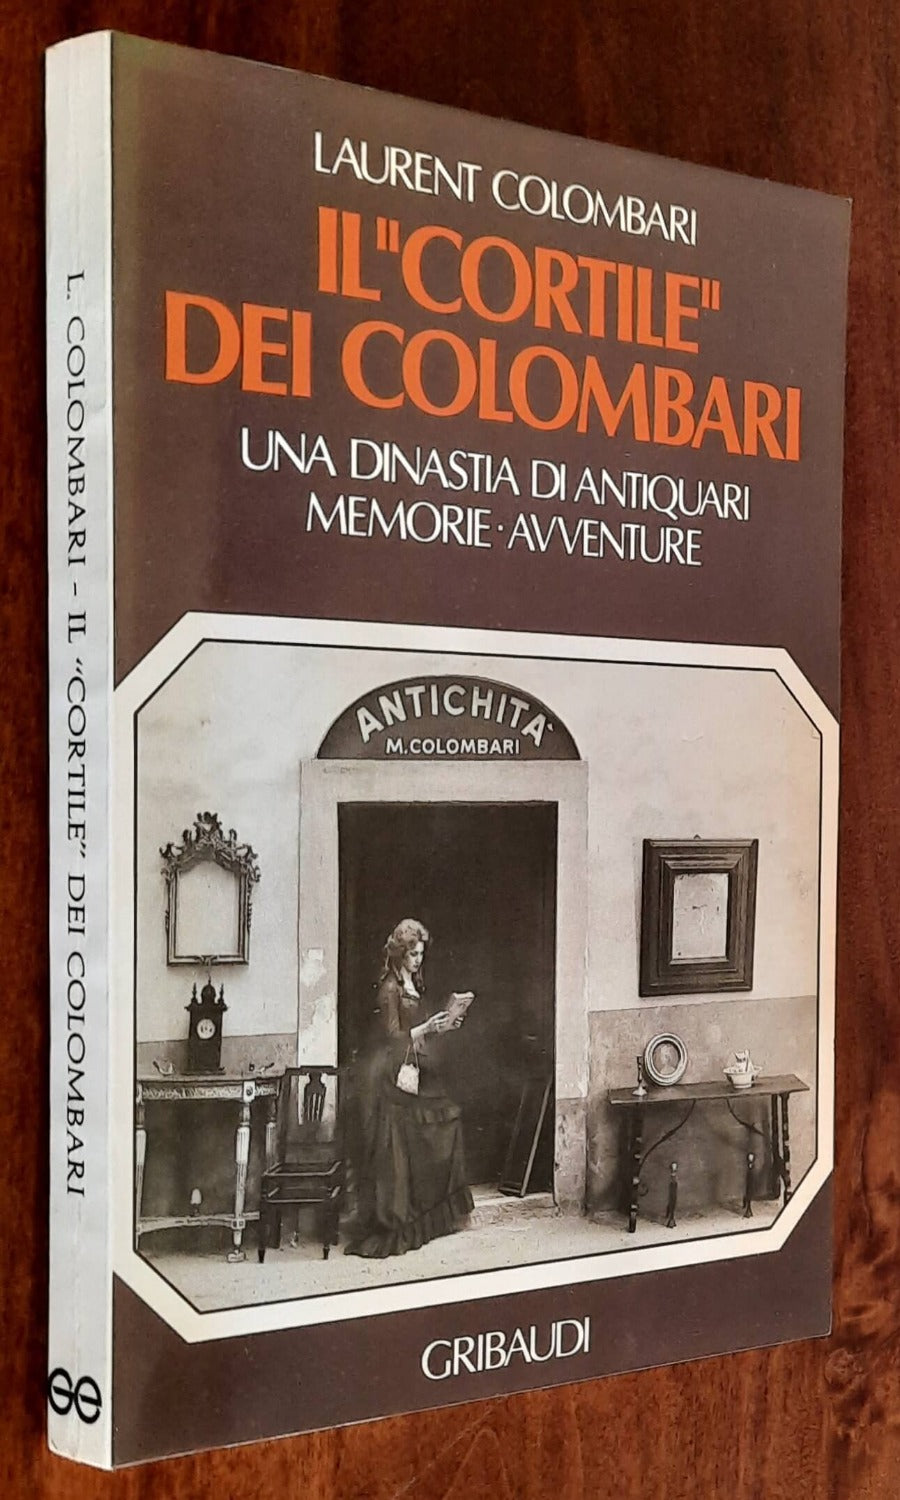 LAURENT COLOMBARI
IL "CORTILE"
DEI COLOMBARI
UNA DINASTIA DI ANTIQUARI
MEMORIE · AVVENTURE
ANTICHITÀ
M. COLOMBARI
GRIBAUDI
L. COLOMBARI - IL "CORTILE" DEI COLOMBARI